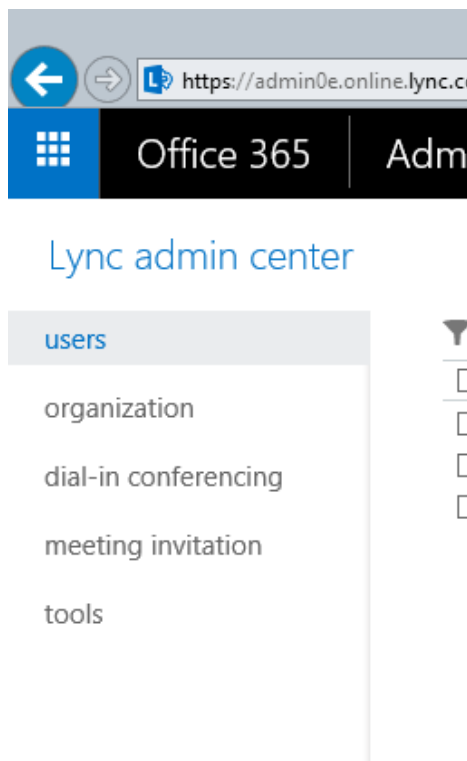 https://admin0e.online.lync.c
Office 365 Adm
Lync admin center
users
organization
dial-in conferencing
meeting invitation
tools